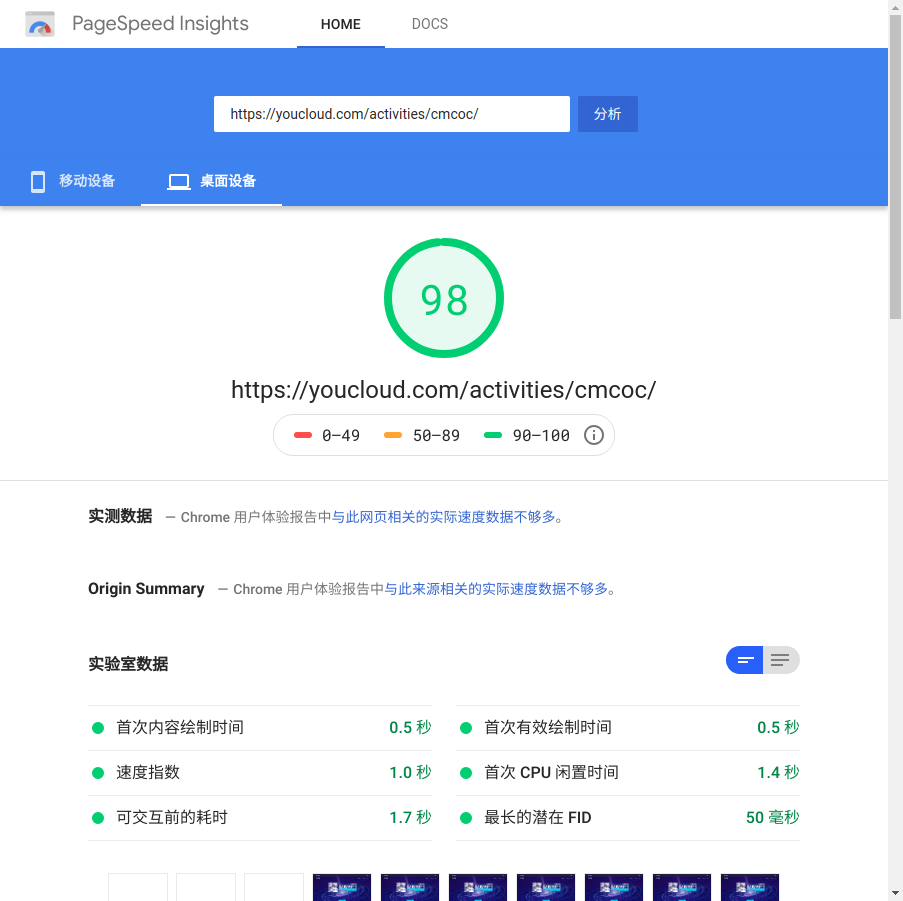 PageSpeed Insights HOME DOCS
https://youcloud.com/activities/cmcoc/ 分析
移动设备 桌面设备
98
https://youcloud.com/activities/cmcoc/
0–49 50–89 90–100
实测数据 — Chrome 用户体验报告中与此网页相关的实际速度数据不够多。
Origin Summary — Chrome 用户体验报告中与此来源相关的实际速度数据不够多。
实验室数据
首次内容绘制时间 0.5 秒 首次有效绘制时间 0.5 秒
速度指数 1.0 秒 首次 CPU 闲置时间 1.4 秒
可交互前的耗时 1.7 秒 最长的潜在 FID 50 毫秒